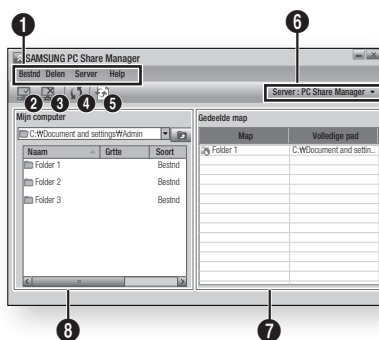 1
6
SAMSUNG PC Share Manager
Bestnd Delen Server Help
2 3 4 5
Server : PC Share Manager
Mijn computer
Gedeelde map
C:₩Document and settings₩Admin
Map Volledige pad
Naam Grtte Soort
Folder 1 C:₩Document and settin..
Folder 1 Bestnd
Folder 2 Bestnd
Folder 3 Bestnd
8
7